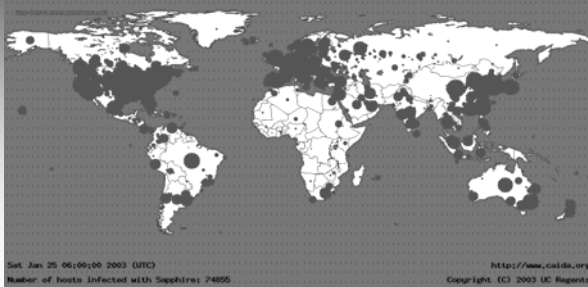 Sat Jan 25 06:00:00 2003 (UTC)
http://www.caida.org
Number of hosts infected with Sapphire: 74855
Copyright (C) 2003 UC Regents